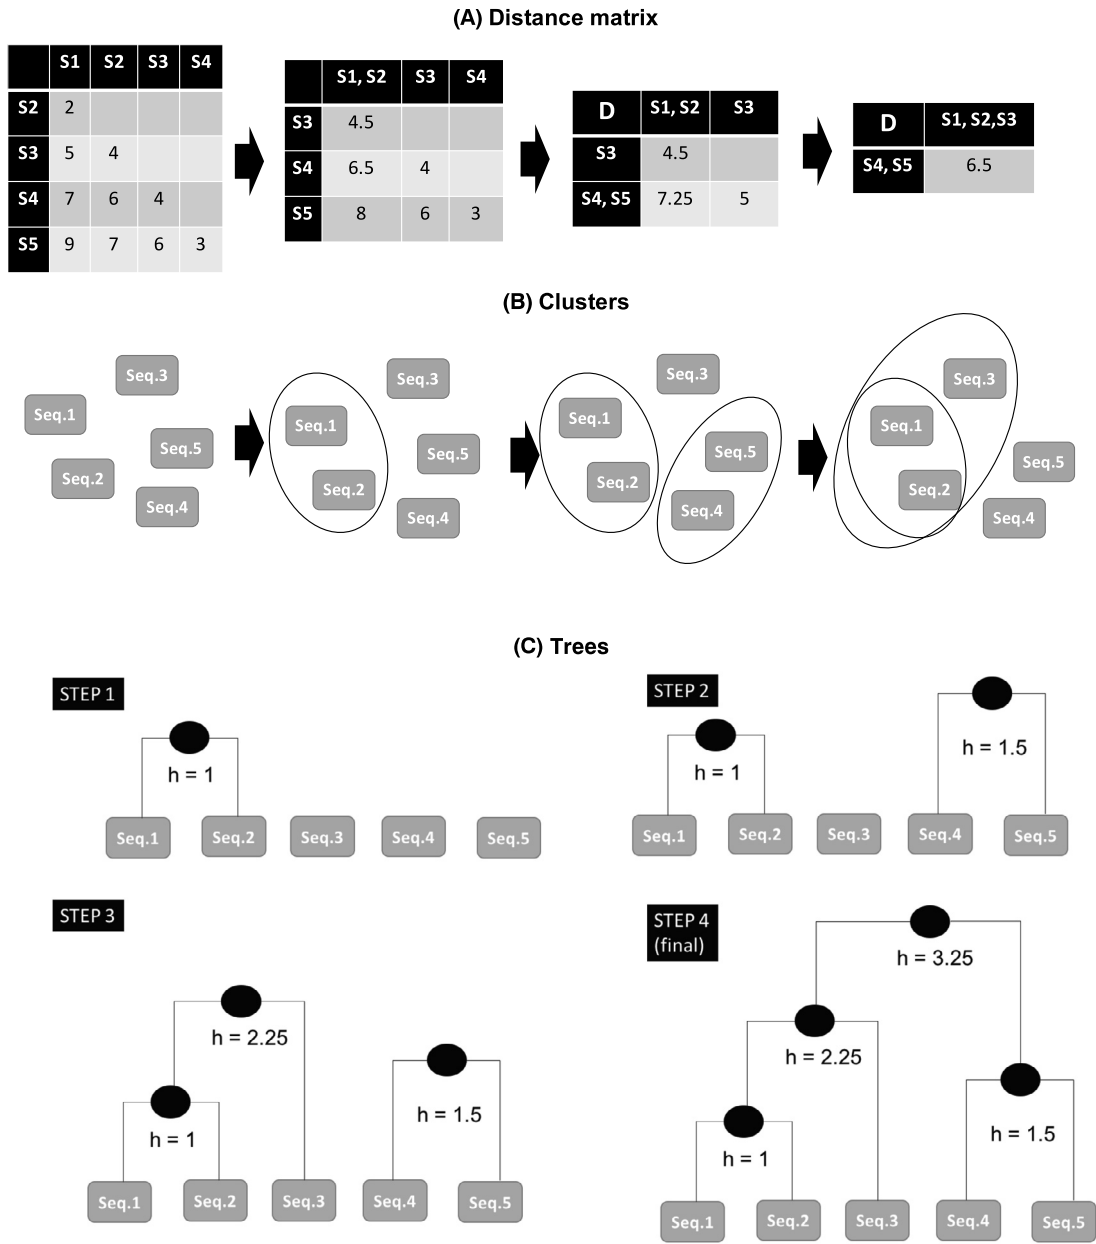 (A) Distance matrix
S1 S2 S3 S4
S2 2
S3 5 4
S4 7 6 4
S5 9 7 6 3
S1, S2 S3 S4
S3 4.5
S4 6.5 4
S5 8 6 3
D S1, S2 S3
S3 4.5
S4, S5 7.25 5
D S1, S2,S3
S4, S5 6.5
(B) Clusters
Seq.3
Seq.1
Seq.5
Seq.2
Seq.4
Seq.3
Seq.1
Seq.5
Seq.2
Seq.4
Seq.3
Seq.1
Seq.5
Seq.2
Seq.4
Seq.3
Seq.1
Seq.5
Seq.2
Seq.4
(C) Trees
STEP 1
h = 1
Seq.1 Seq.2 Seq.3 Seq.4 Seq.5
STEP 2
h = 1.5
h = 1
Seq.1 Seq.2 Seq.3 Seq.4 Seq.5
STEP 3
h = 2.25
h = 1.5
h = 1
Seq.1 Seq.2 Seq.3 Seq.4 Seq.5
STEP 4
(final)
h = 3.25
h = 2.25
h = 1.5
h = 1
Seq.1 Seq.2 Seq.3 Seq.4 Seq.5